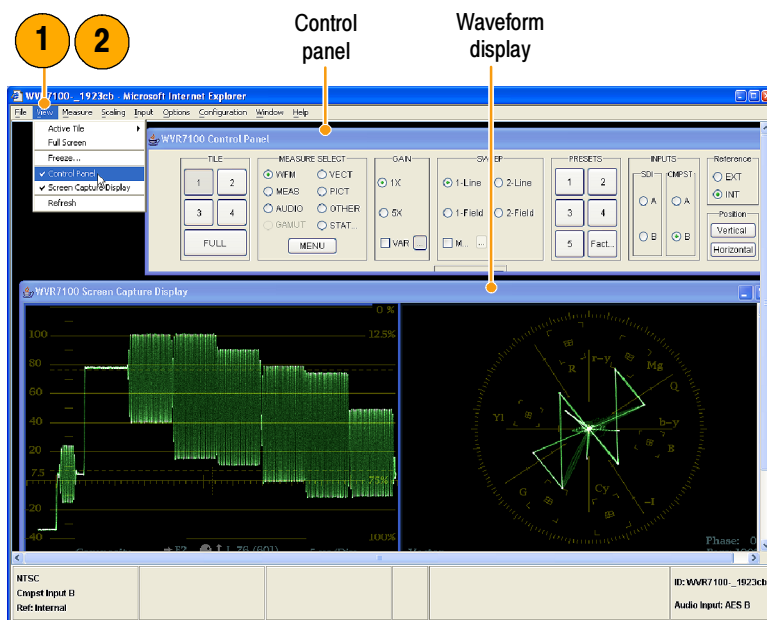 1 2
Control
panel
Waveform
display
WVR7100-_1923cb - Microsoft Internet Explorer
File View Measure Scaling Input Options Configuration Window Help
Active Tile
Full Screen
Freeze...
Control Panel
Screen Capture Display
Refresh
WVR7100 Control Panel
TILE
1 2
3 4
FULL
MEASURE SELECT
WFM VECT
MEAS PICT
AUDIO OTHER
GAMUT STAT...
MENU
GAIN
1X
5X
VAR ...
SWEEP
1-Line 2-Line
1-Field 2-Field
M... ...
PRESETS
1 2
3 4
5 Fact...
INPUTS
SDI CMPST
A A
B B
Reference
EXT
INT
Position
Vertical
Horizontal
WVR7100 Screen Capture Display
0 %
100
12.5%
80
60
40
20
7.5
75%
-20
-40
100%
r-y
R
Mg
Q
Yl
b-y
B
G
Cy
-I
Phase: 0
NTSC
Cmpst Input B
Ref: Internal
ID: WVR7100-_1923cb
Audio Input: AES B